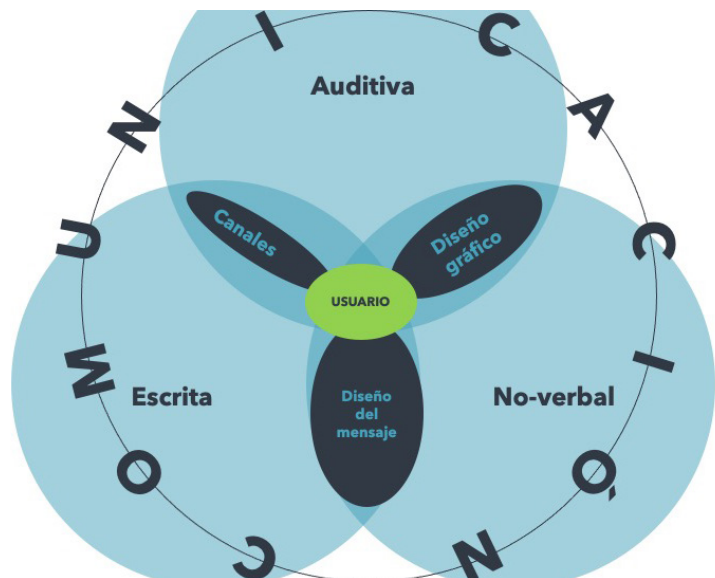 COMUNICACIÓN
Auditiva
Canales
Diseño
gráfico
USUARIO
Escrita
Diseño
del
mensaje
No-verbal